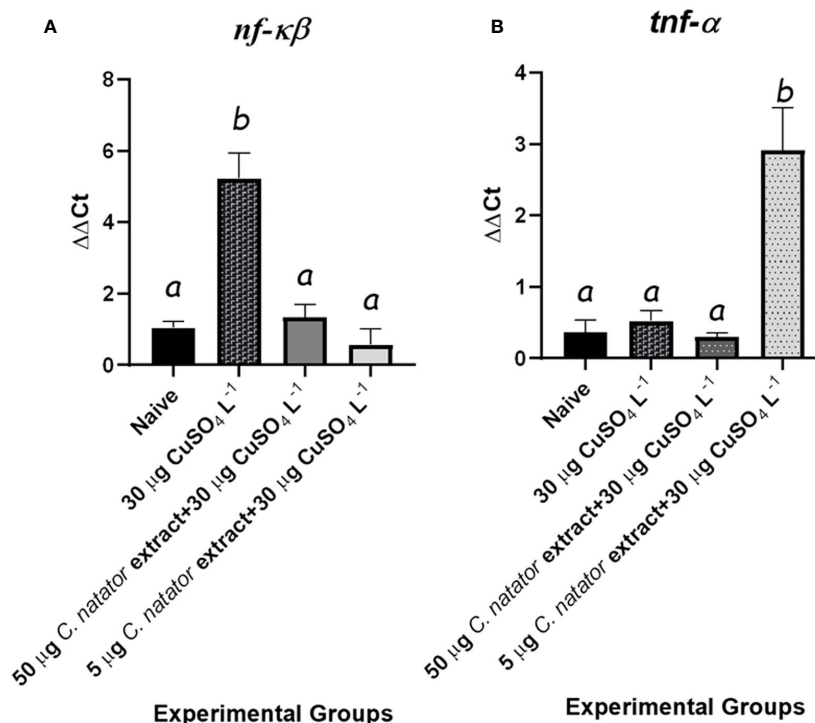 A
nf-κβ
8
6
4
2
0
ΔΔCt
a
b
a
a
Naive
30 µg CuSO₄ L⁻¹
50 µg C. natator extract+30 µg CuSO₄ L⁻¹
5 µg C. natator extract+30 µg CuSO₄ L⁻¹
Experimental Groups
B
tnf-α
4
3
2
1
0
ΔΔCt
a
a
a
b
Naive
30 µg CuSO₄ L⁻¹
50 µg C. natator extract+30 µg CuSO₄ L⁻¹
5 µg C. natator extract+30 µg CuSO₄ L⁻¹
Experimental Groups